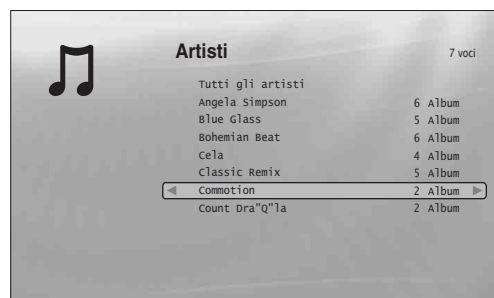 Artisti 7 voci
Tutti gli artisti
Angela Simpson 6 Album
Blue Glass 5 Album
Bohemian Beat 6 Album
Cela 4 Album
Classic Remix 5 Album
Commotion 2 Album
Count Dra"Q"la 2 Album